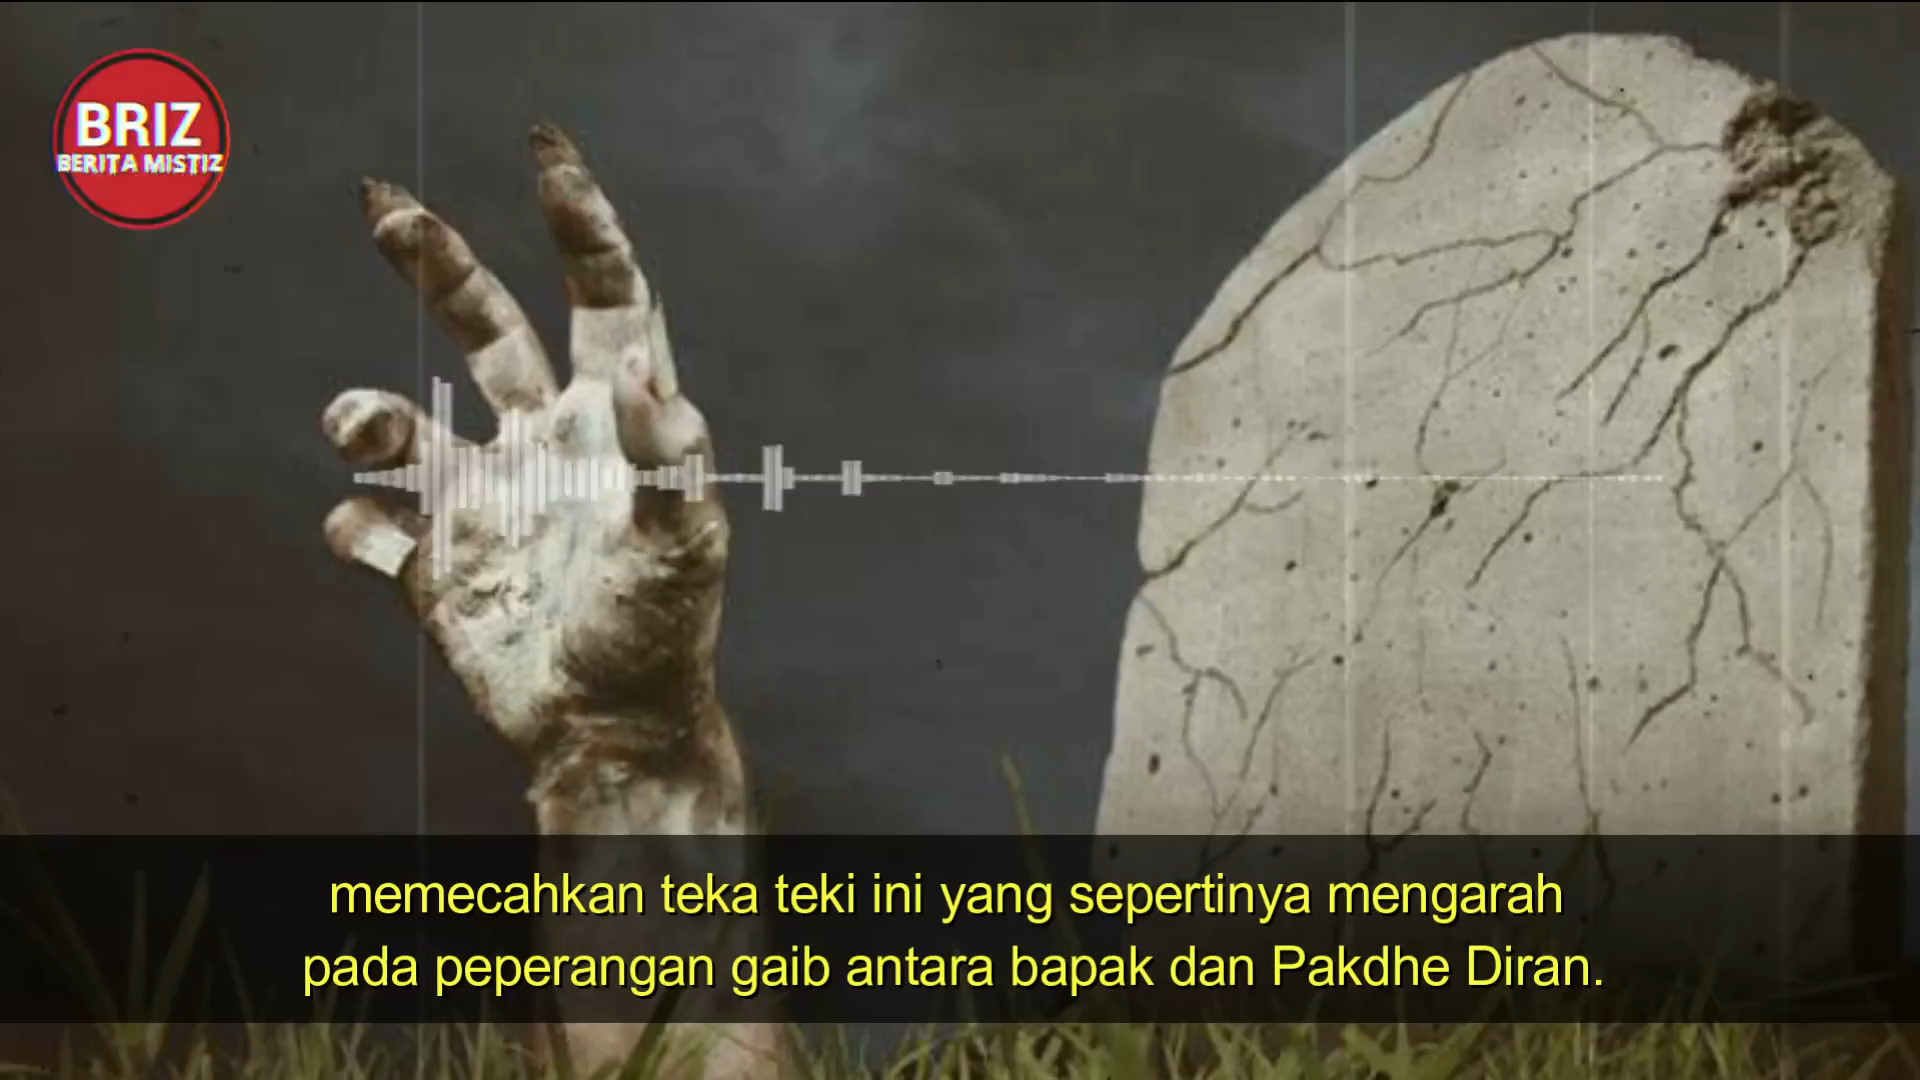 BRIZ
BERITA MISTIZ
memecahkan teka teki ini yang sepertinya mengarah
pada peperangan gaib antara bapak dan Pakdhe Diran.